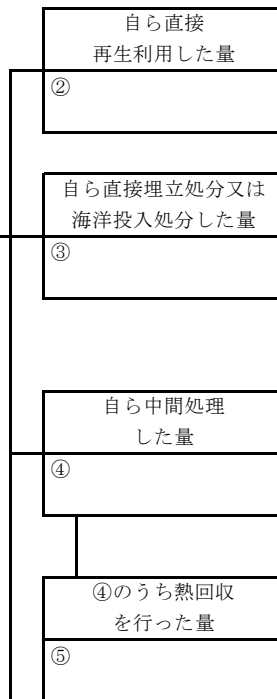 自ら直接
再生利用した量
②
自ら直接埋立処分又は
海洋投入処分した量
③
自ら中間処理
した量
④
④のうち熱回収
を行った量
⑤